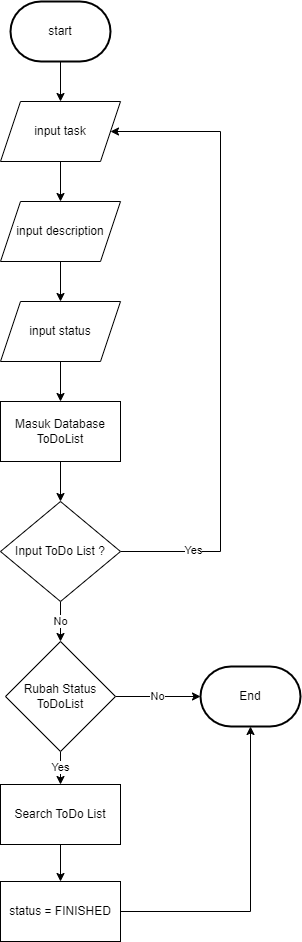 start
input task
input description
input status
Masuk Database
ToDoList
Input ToDo List ?
Yes
No
Rubah Status
ToDoList
No
End
Yes
Search ToDo List
status = FINISHED